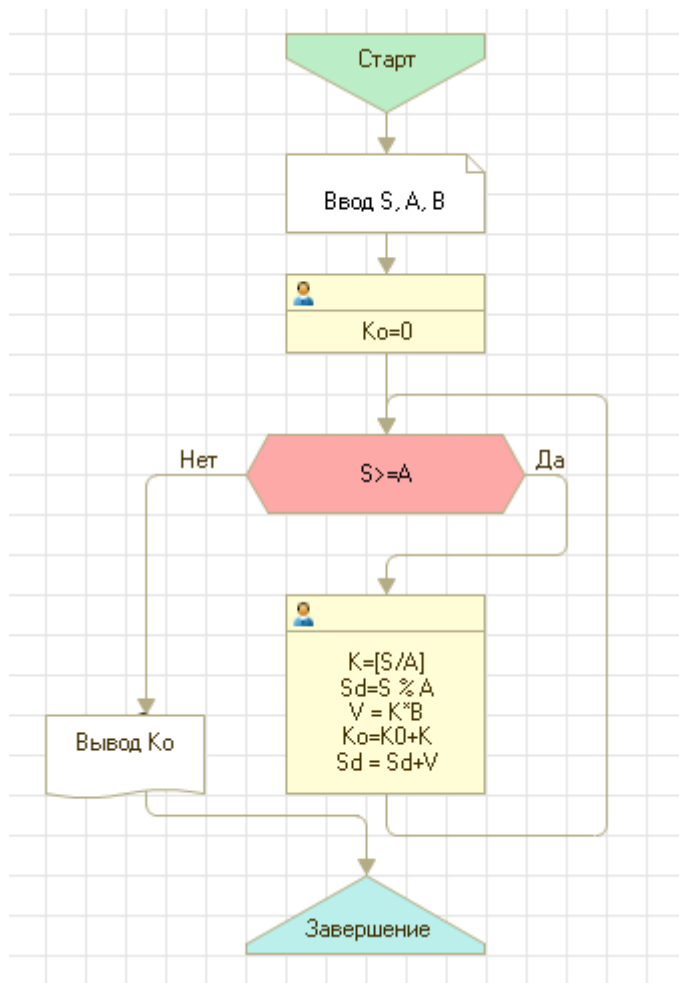 Старт
Ввод S, A, B
Ko=0
Нет
S>=A
Да
K=[S/A]
Sd=S % A
V = K*B
Ko=K0+K
Sd = Sd+V
Вывод Ko
Завершение